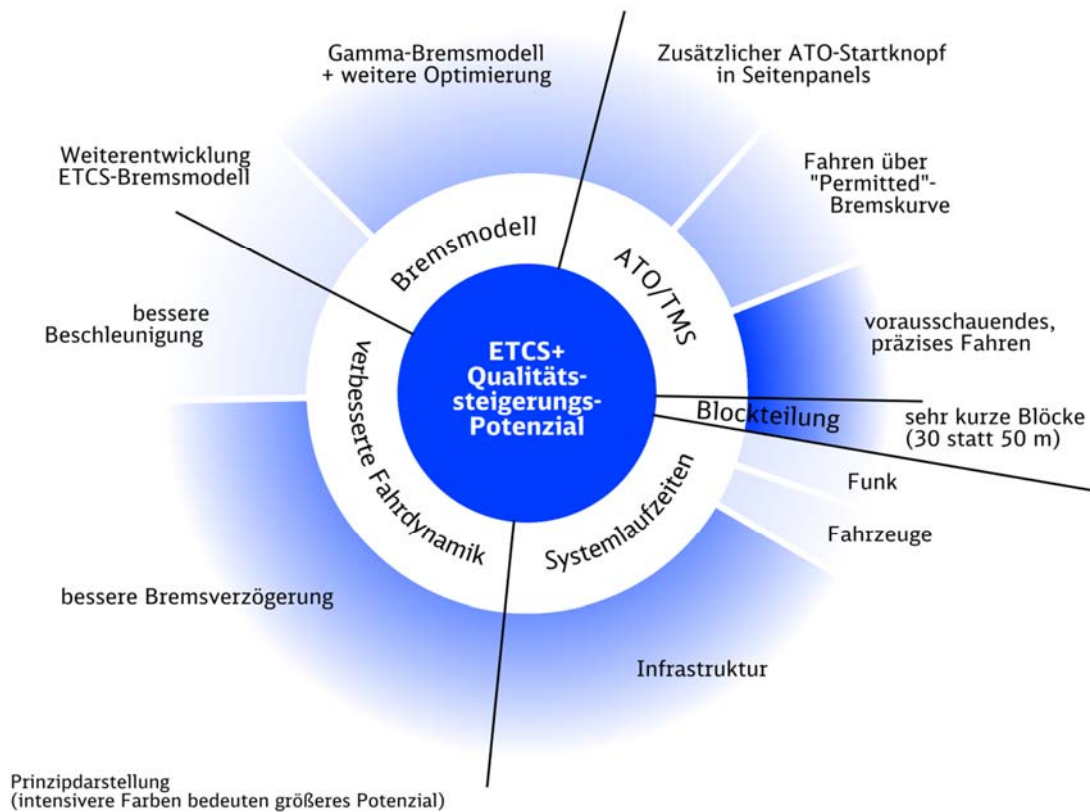 Gamma-Bremsmodell
+ weitere Optimierung
Zusätzlicher ATO-Startknopf
in Seitenpanels
Weiterentwicklung
ETCS-Bremsmodell
Fahren über
"Permitted"-
Bremskurve
Bremsmodell
ATO/TMS
bessere
Beschleunigung
vorausschauendes,
präzises Fahren
ETCS+
Qualitäts-
steigerungs-
Potenzial
Blockteilung
sehr kurze Blöcke
(30 statt 50 m)
verbesserte Fahrdynamik
Systemlaufzeiten
Funk
Fahrzeuge
bessere Bremsverzögerung
Infrastruktur
Prinzipdarstellung
(intensivere Farben bedeuten größeres Potenzial)